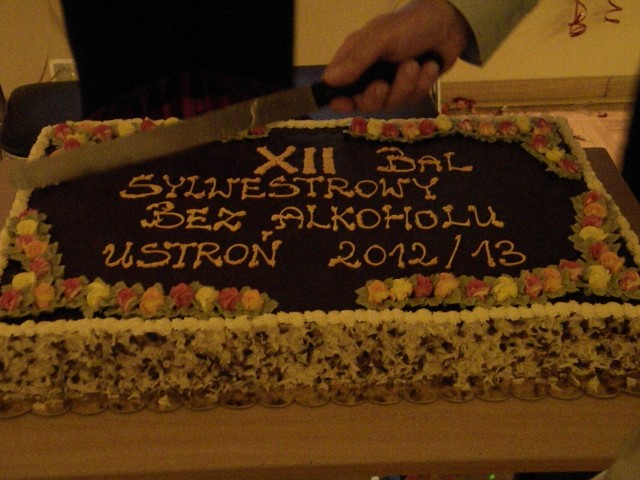 XII BAL
SYLWESTROWY
BEZ ALKOHOLU
USTROŃ 2012/13